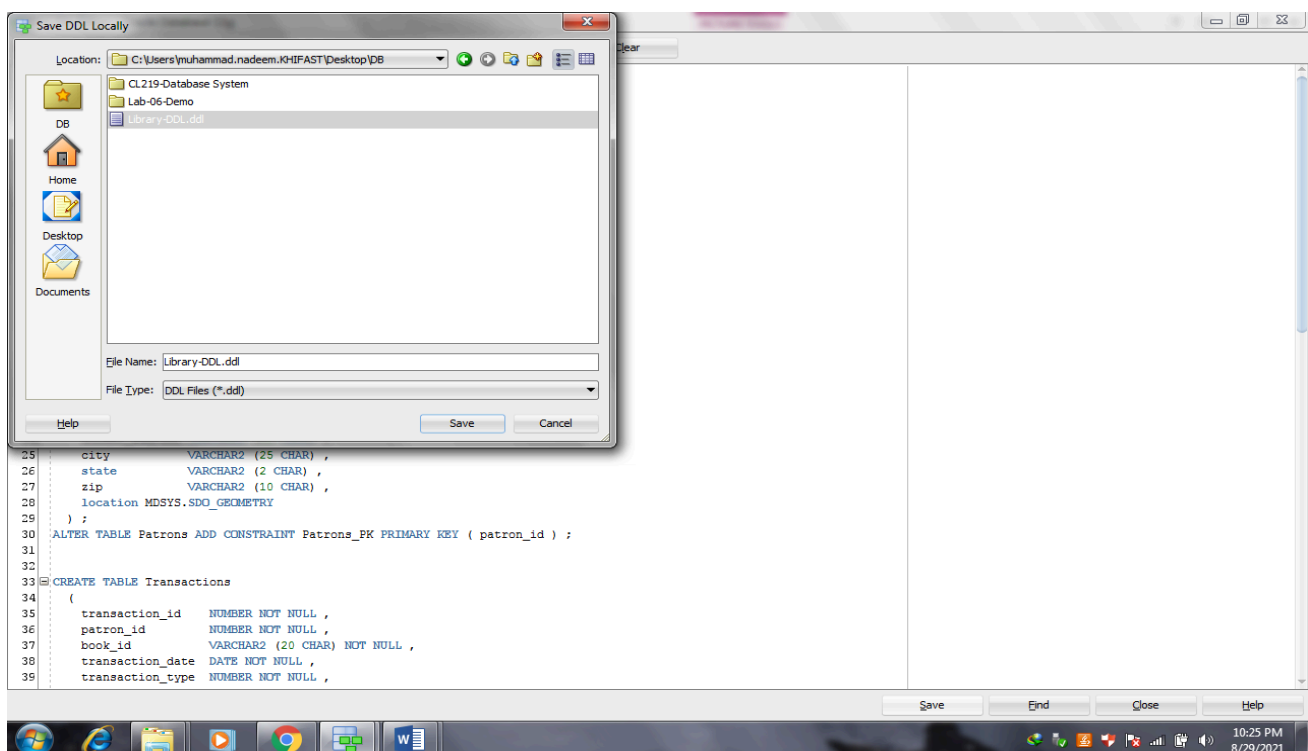 Save DDL Locally
Clear
Location: C:\Users\muhammad.nadeem.KHIFAST\Desktop\DB
CL219-Database System
Lab-06-Demo
Library-DDL.ddl
DB
Home
Desktop
Documents
File Name: Library-DDL.ddl
File Type: DDL Files (*.ddl)
Help
Save
Cancel
25 city VARCHAR2 (25 CHAR) ,
26 state VARCHAR2 (2 CHAR) ,
27 zip VARCHAR2 (10 CHAR) ,
28 location MDSYS.SDO_GEOMETRY
29 ) ;
30 ALTER TABLE Patrons ADD CONSTRAINT Patrons_PK PRIMARY KEY ( patron_id ) ;
31
32
33 CREATE TABLE Transactions
34 (
35 transaction_id NUMBER NOT NULL ,
36 patron_id NUMBER NOT NULL ,
37 book_id VARCHAR2 (20 CHAR) NOT NULL ,
38 transaction_date DATE NOT NULL ,
39 transaction_type NUMBER NOT NULL ,
Save
Find
Close
Help
10:25 PM
8/29/2021